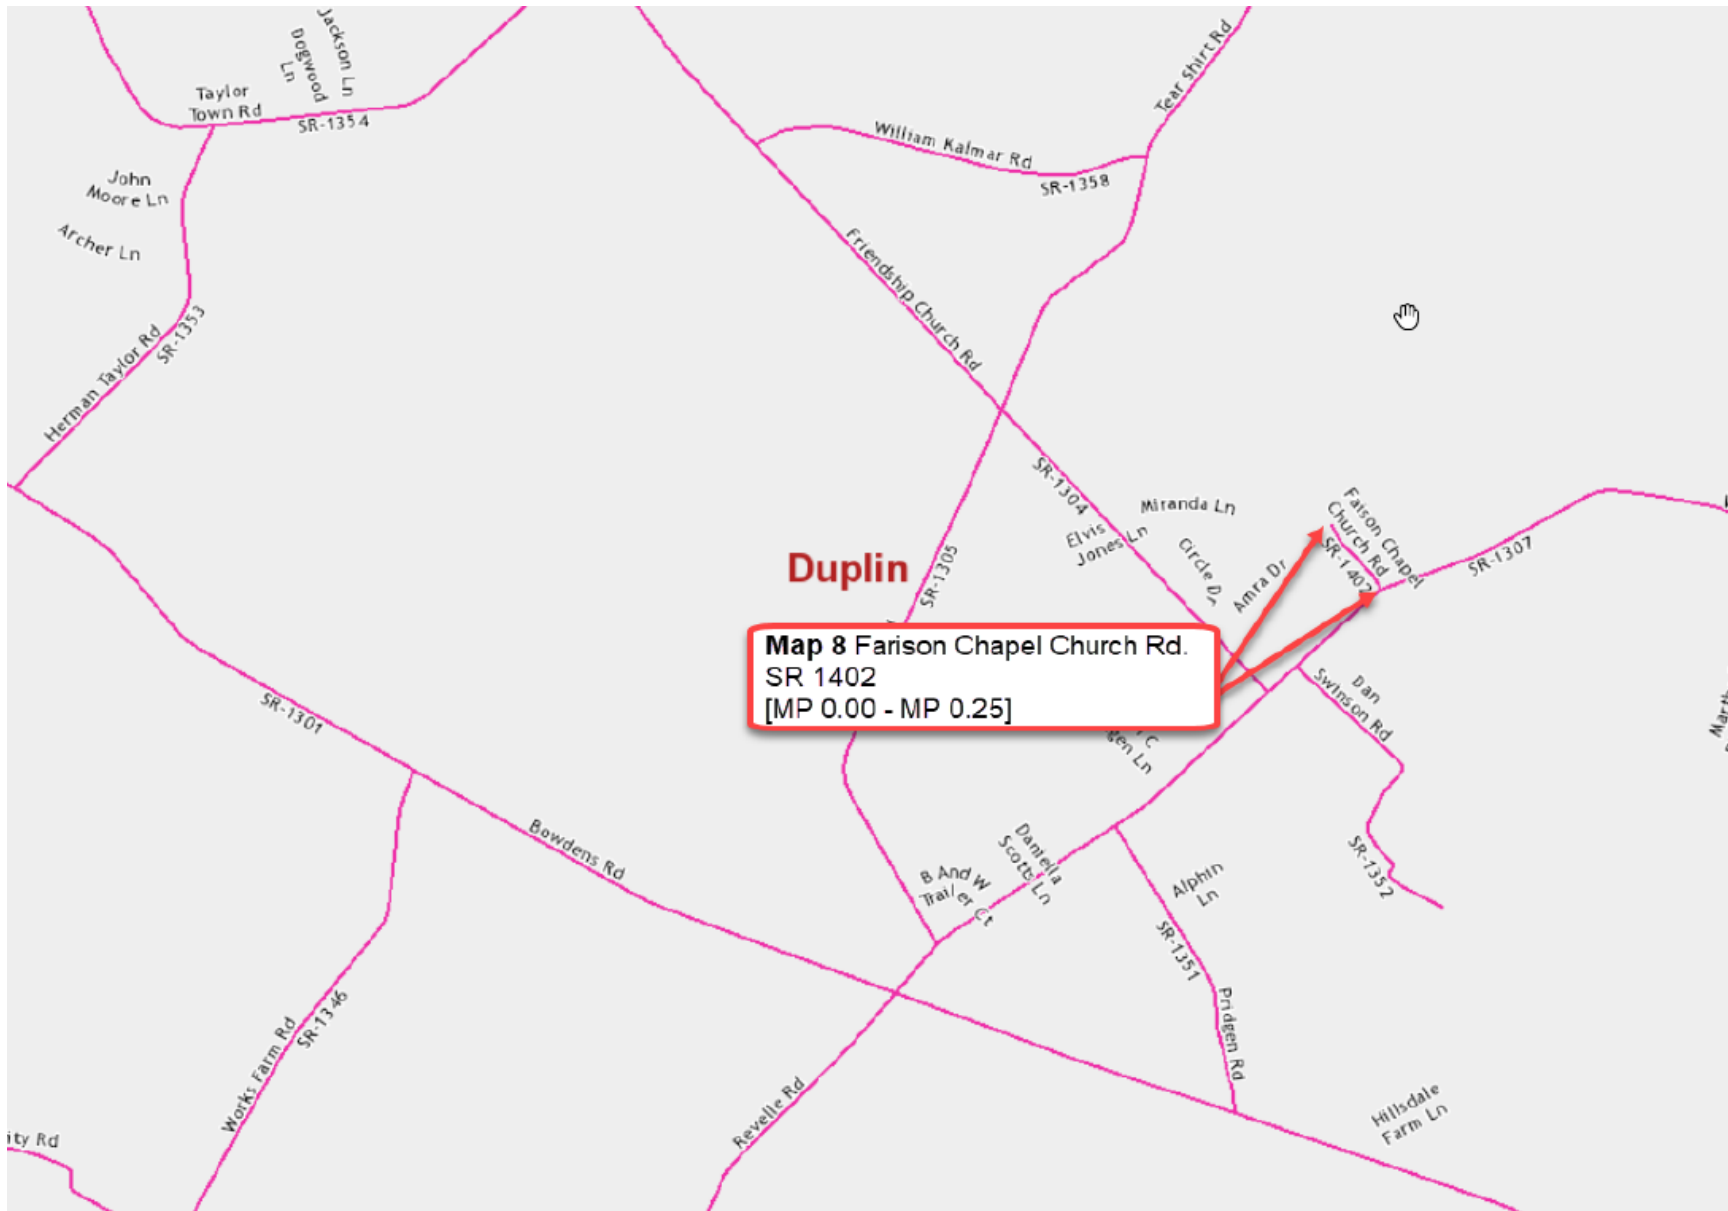 Jackson Ln
Dogwood
Ln
Taylor
Town Rd
SR-1354
Tear Shirt Rd
William Kalmar Rd
SR-1358
John
Moore Ln
Archer Ln
Friendship Church Rd
Herman Taylor Rd
SR-1353
SR-1304
Miranda Ln
Elvis
Jones Ln
Circle Dr
Amra Dr
Faison Chapel
Church Rd
SR-1402
SR-1307
Duplin
SR-1305
Map 8 Farison Chapel Church Rd.
SR 1402
[MP 0.00 - MP 0.25]
Dan
Swinson Rd
SR-1301
C
gen Ln
Bowdens Rd
Daniella
Scotts Ln
B And W
Trailer Ct
Alphin
Ln
SR-1352
SR-1351
Pridgen Rd
SR-1346
Works Farm Rd
Revelle Rd
Hillsdale
Farm Ln
ity Rd